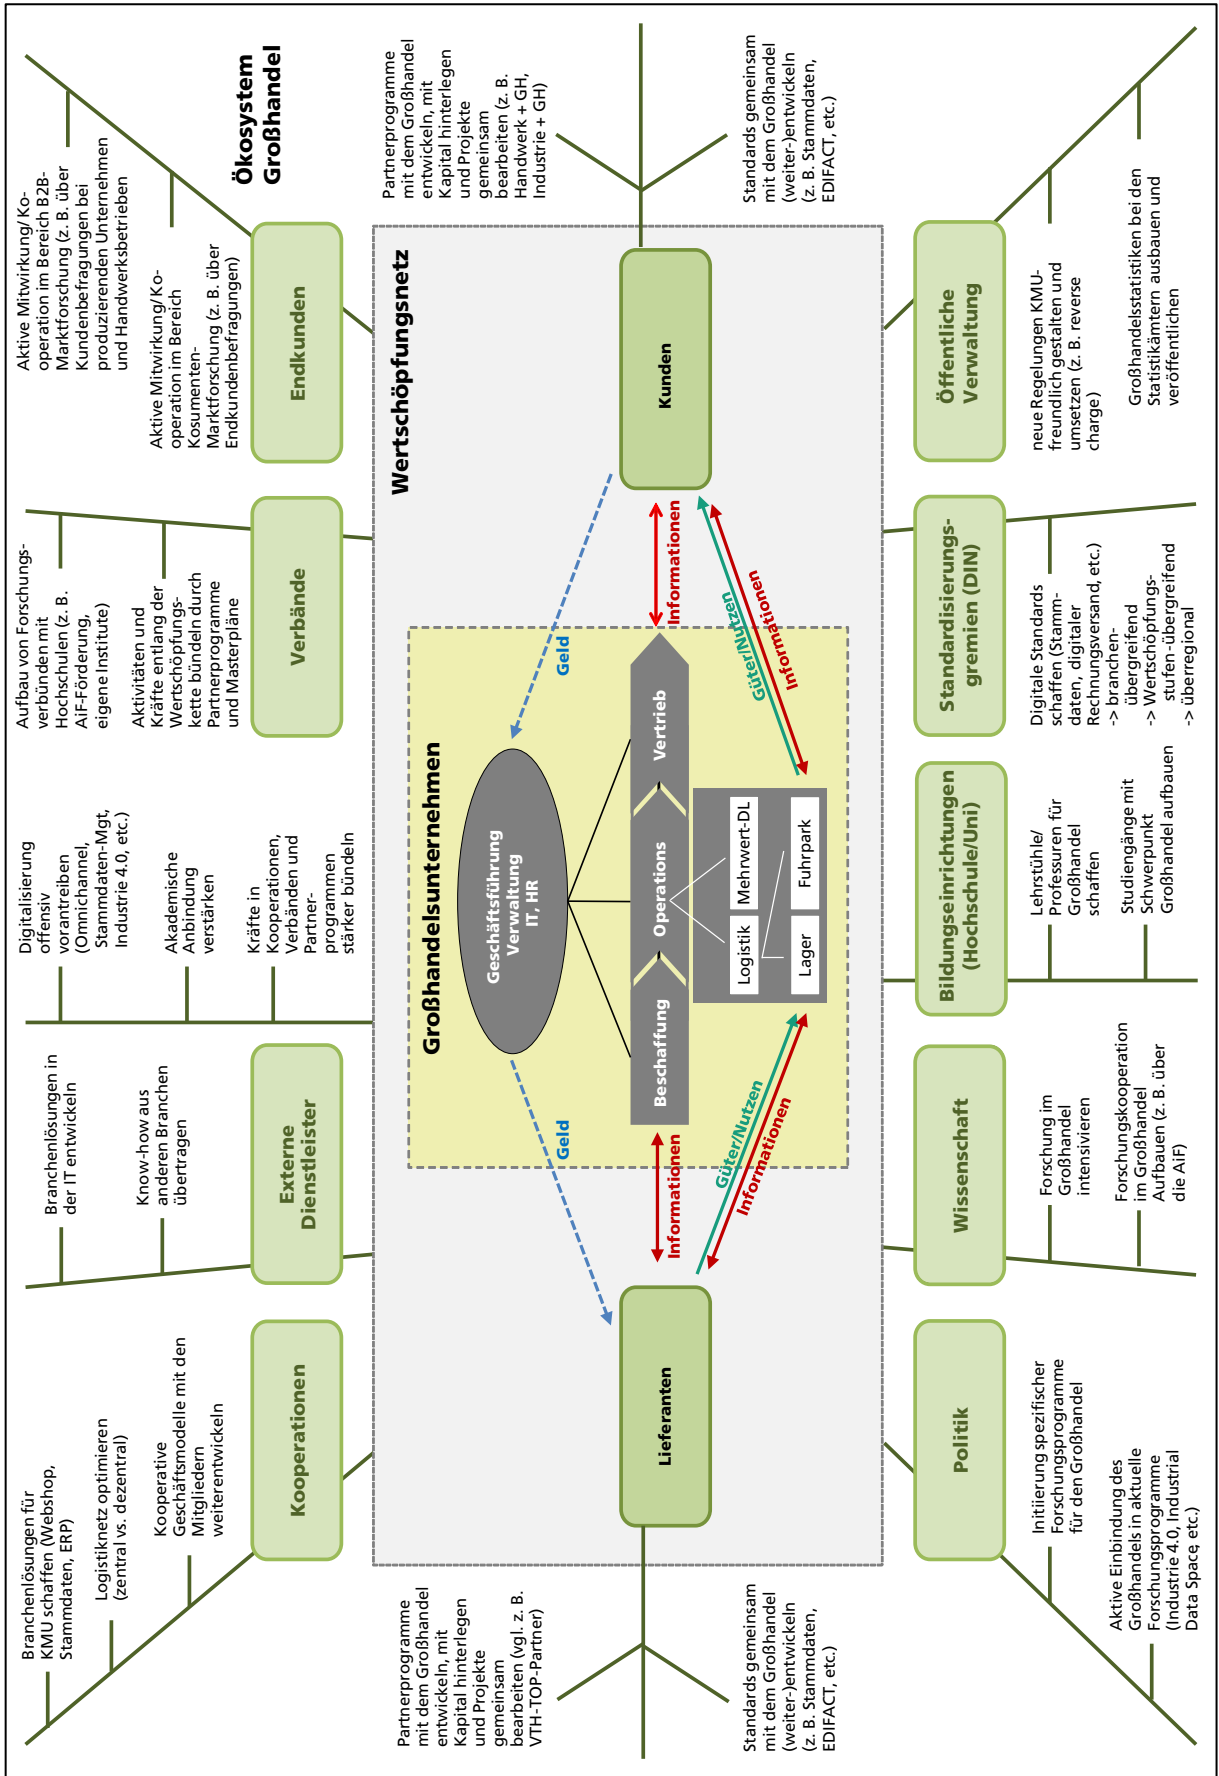 Branchenlösungen für
KMU schaffen (Webshop,
Stammdaten, ERP)
Logistiknetz optimieren
(zentral vs. dezentral)
Kooperative
Geschäftsmodelle mit den
Mitgliedern
weiterentwickeln
Kooperationen
Branchenlösungen in
der IT entwickeln
Know-how aus
anderen Branchen
übertragen
Externe
Dienstleister
Digitalisierung
offensiv
vorantreiben
(Omnichannel,
Stammdaten-Mgt,
Industrie 4.0, etc.)
Akademische
Anbindung
verstärken
Kräfte in
Kooperationen,
Verbänden und
Partner-
programmen
stärker bündeln
Aufbau von Forschungs-
verbünden mit
Hochschulen (z. B.
AiF-Förderung,
eigene Institute)
Aktivitäten und
Kräfte entlang der
Wertschöpfungs-
kette bündeln durch
Partnerprogramme
und Masterpläne
Verbände
Aktive Mitwirkung/ Ko-
operation im Bereich B2B-
Marktforschung (z. B. über
Kundenbefragungen bei
produzierenden Unternehmen
und Handwerksbetrieben
Aktive Mitwirkung/ Ko-
operation im Bereich
Kosumenten-
Marktforschung (z. B. über
Endkundenbefragungen)
Endkunden
Ökosystem
Großhandel
Wertschöpfungsnetz
Großhandelsunternehmen
Geschäftsführung
Verwaltung
IT, HR
Geld
Geld
Partnerprogramme
mit dem Großhandel
entwickeln, mit
Kapital hinterlegen
und Projekte
gemeinsam
bearbeiten (vgl. z. B.
VTH-TOP-Partner)
Standards gemeinsam
mit dem Großhandel
(weiter-)entwickeln
(z. B. Stammdaten,
EDIFACT, etc.)
Lieferanten
Informationen
Güter/Nutzen
Informationen
Beschaffung
Operations
Vertrieb
Logistik
Mehrwert-DL
Lager
Fuhrpark
Informationen
Güter/Nutzen
Informationen
Kunden
Partnerprogramme
mit dem Großhandel
entwickeln, mit
Kapital hinterlegen
und Projekte
gemeinsam
bearbeiten (z. B.
Handwerk + GH,
Industrie + GH)
Standards gemeinsam
mit dem Großhandel
(weiter-)entwickeln
(z. B. Stammdaten,
EDIFACT, etc.)
Politik
Initiierung spezifischer
Forschungsprogramme
für den Großhandel
Aktive Einbindung des
Großhandels in aktuelle
Forschungsprogramme
(Industrie 4.0, Industrial
Data Space, etc.)
Wissenschaft
Forschung im
Großhandel
intensivieren
Forschungskooperation
im Großhandel
Aufbauen (z. B. über
die AiF)
Bildungseinrichtungen
(Hochschule/Uni)
Lehrstühle/
Professuren für
Großhandel
schaffen
Studiengänge mit
Schwerpunkt
Großhandel aufbauen
Standardisierungs-
gremien (DIN)
Digitale Standards
schaffen (Stamm-
daten, digitaler
Rechnungsversand, etc.)
-> branchen-
übergreifend
-> Wertschöpfungs-
stufen-übergreifend
-> überregional
Öffentliche
Verwaltung
neue Regelungen KMU-
freundlich gestalten und
umsetzen (z. B. reverse
charge)
Großhandelsstatistiken bei den
Statistikämtern ausbauen und
veröffentlichen